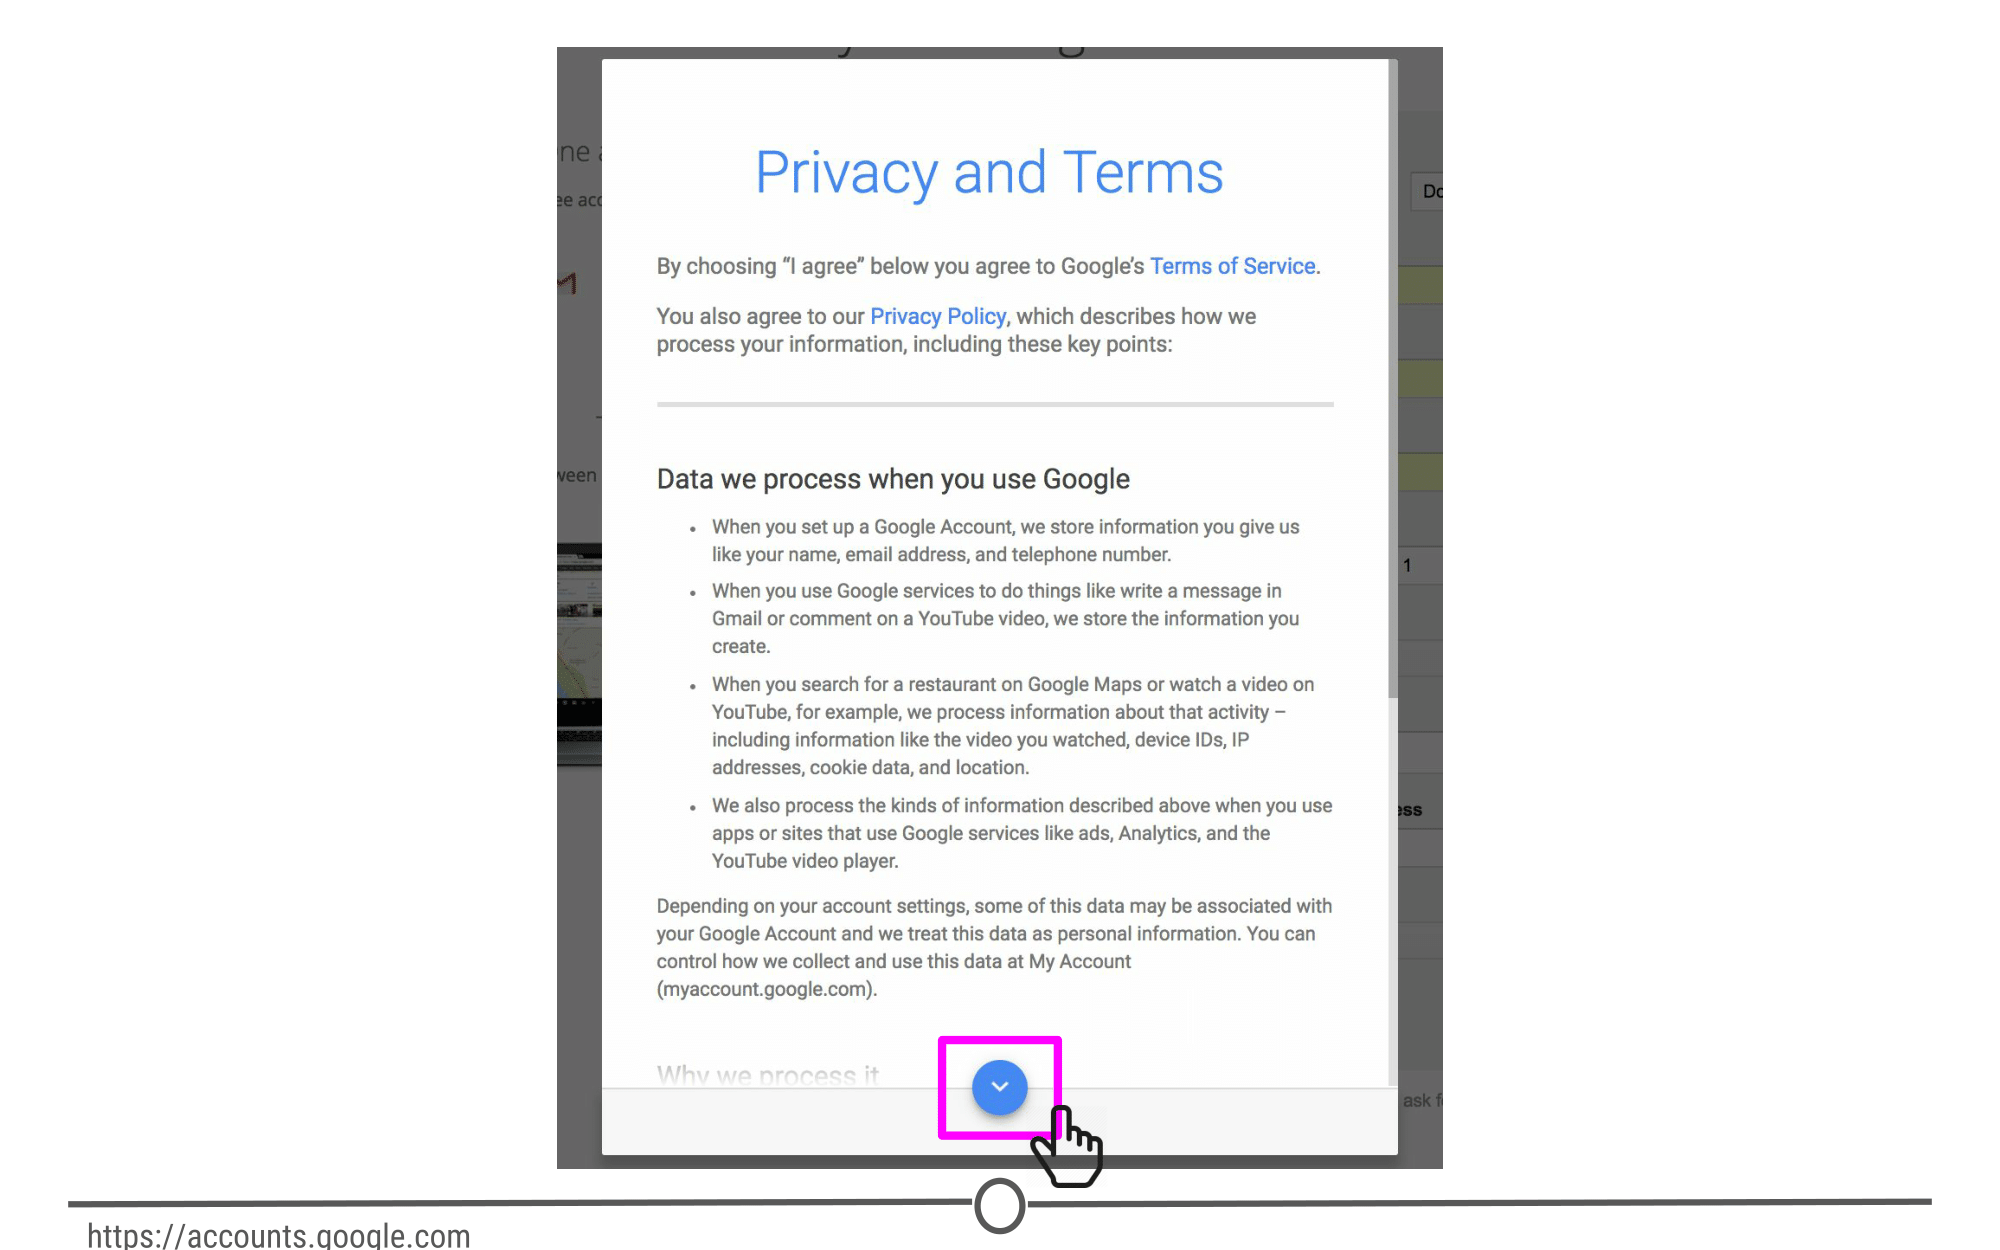 Privacy and Terms
By choosing “I agree” below you agree to Google’s Terms of Service.
You also agree to our Privacy Policy, which describes how we
process your information, including these key points:
Data we process when you use Google
• When you set up a Google Account, we store information you give us
like your name, email address, and telephone number.
• When you use Google services to do things like write a message in
Gmail or comment on a YouTube video, we store the information you
create.
• When you search for a restaurant on Google Maps or watch a video on
YouTube, for example, we process information about that activity –
including information like the video you watched, device IDs, IP
addresses, cookie data, and location.
• We also process the kinds of information described above when you use
apps or sites that use Google services like ads, Analytics, and the
YouTube video player.
Depending on your account settings, some of this data may be associated with
your Google Account and we treat this data as personal information. You can
control how we collect and use this data at My Account
(myaccount.google.com).
Why we process it
1
ask
https://accounts.google.com